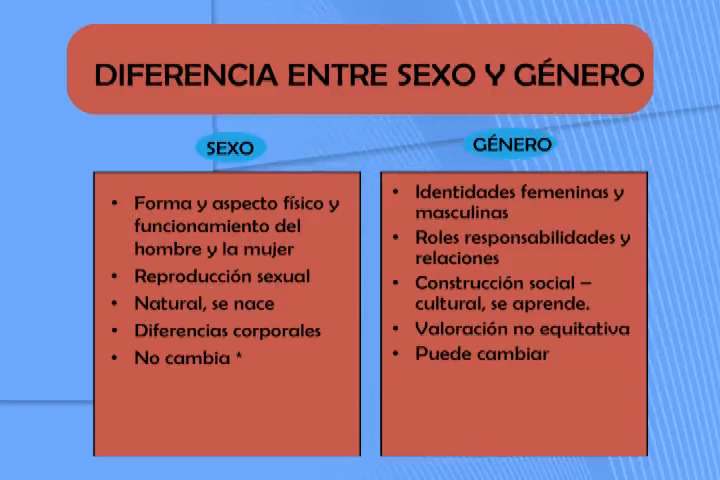 DIFERENCIA ENTRE SEXO Y GÉNERO
SEXO
• Forma y aspecto físico y
funcionamiento del
hombre y la mujer
• Reproducción sexual
• Natural, se nace
• Diferencias corporales
• No cambia *
GÉNERO
• Identidades femeninas y
masculinas
• Roles responsabilidades y
relaciones
• Construcción social –
cultural, se aprende.
• Valoración no equitativa
• Puede cambiar